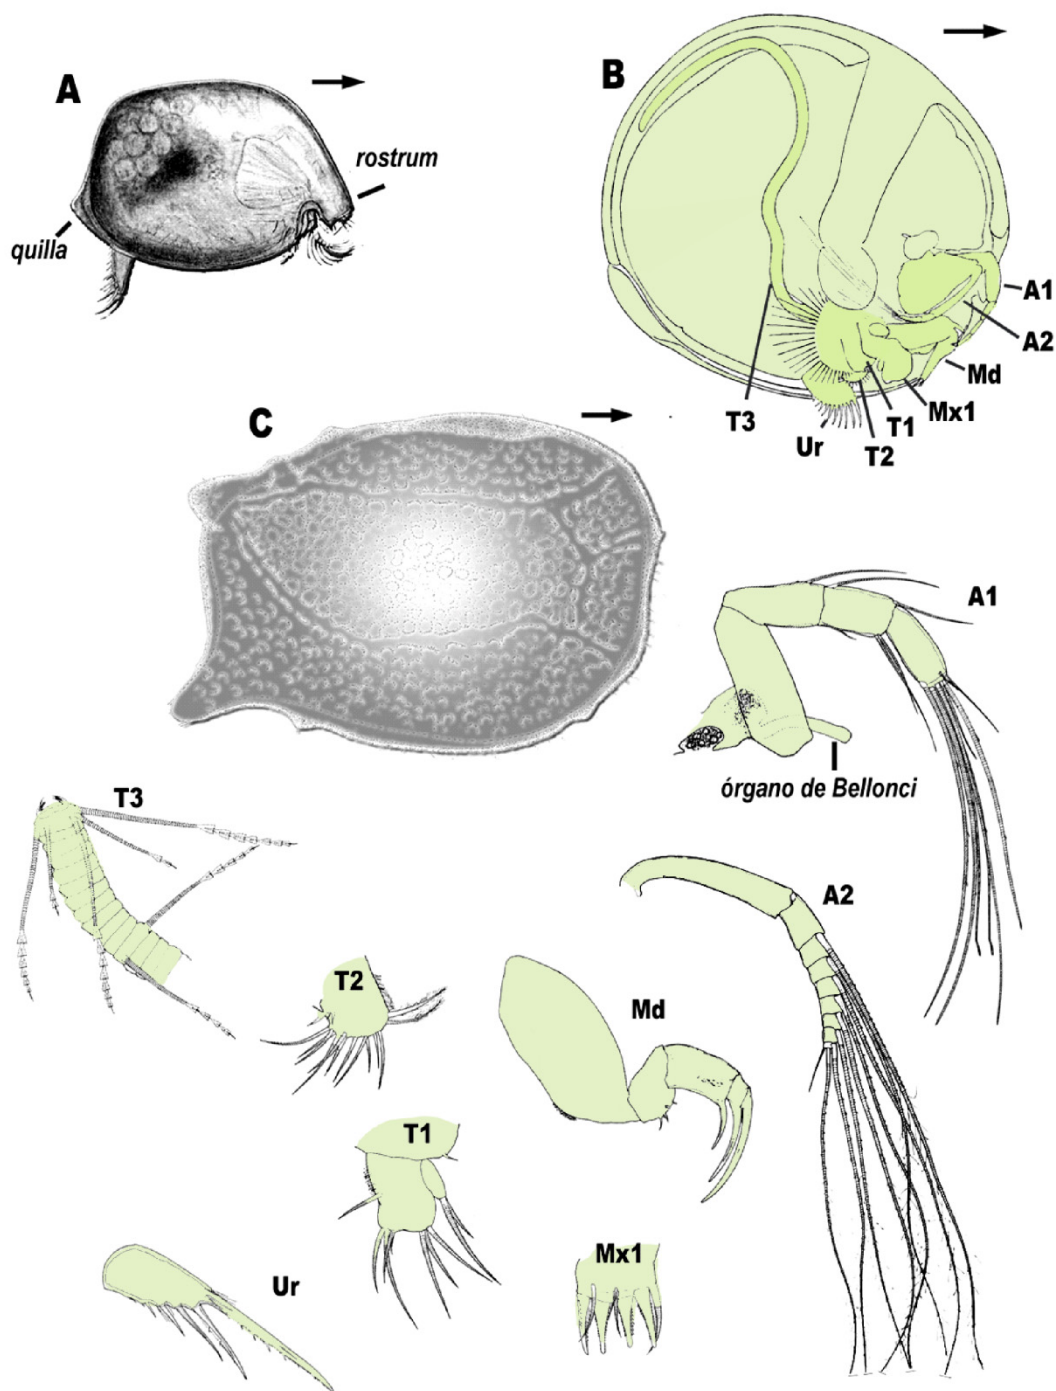 A
rostrum
quilla
B
A1
A2
Md
Mx1
T1
T2
T3
Ur
C
A1
órgano de Bellonci
T3
A2
T2
Md
T1
Mx1
Ur